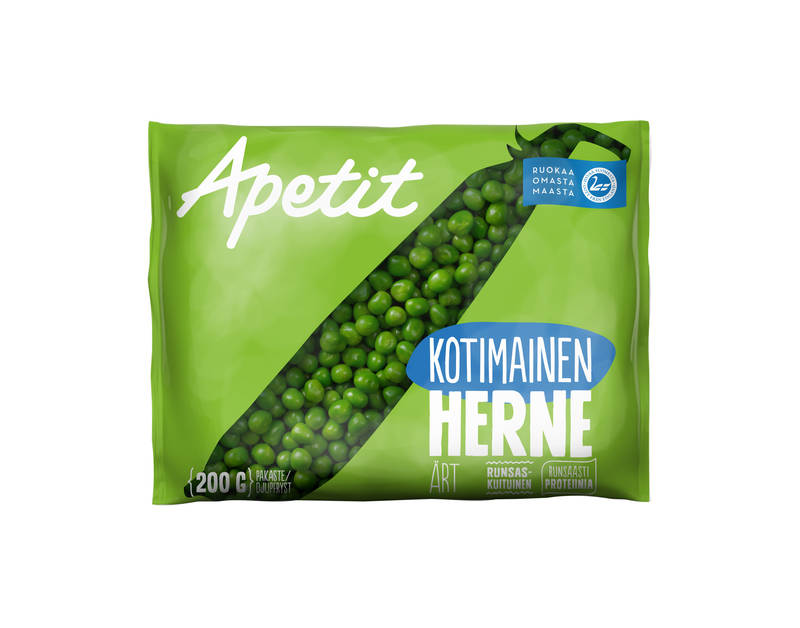 Apetit
RUOKAA
OMASTA
MAASTA
KOTIMAINEN
HERNE
ÄRT
RUNSAS-
KUITUINEN
RUNSAASTI
PROTEIINIA
{200 G}
PAKASTE/
DJUPFRYST